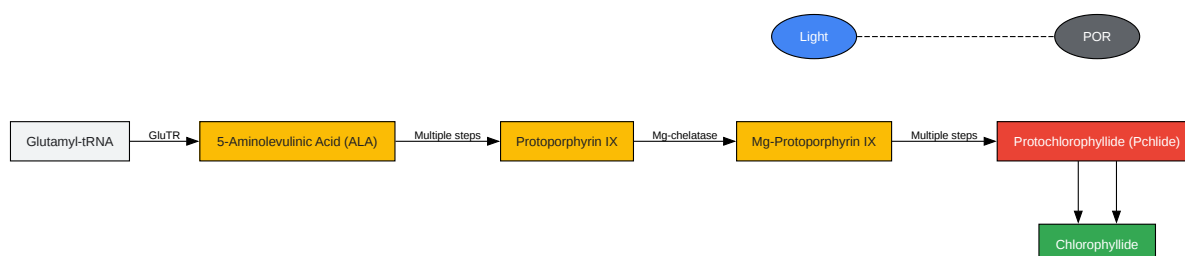 Light
POR
Glutamyl-tRNA
GluTR
5-Aminolevulinic Acid (ALA)
Multiple steps
Protoporphyrin IX
Mg-chelatase
Mg-Protoporphyrin IX
Multiple steps
Protochlorophyllide (Pchlide)
Chlorophyllide